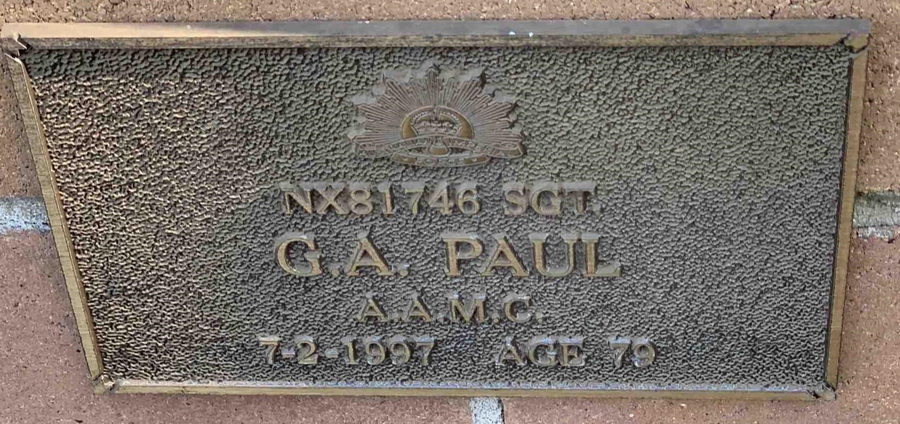 NX81746 SGT.
G.A. PAUL
A.A.M.C.
7-2-1997 AGE 79